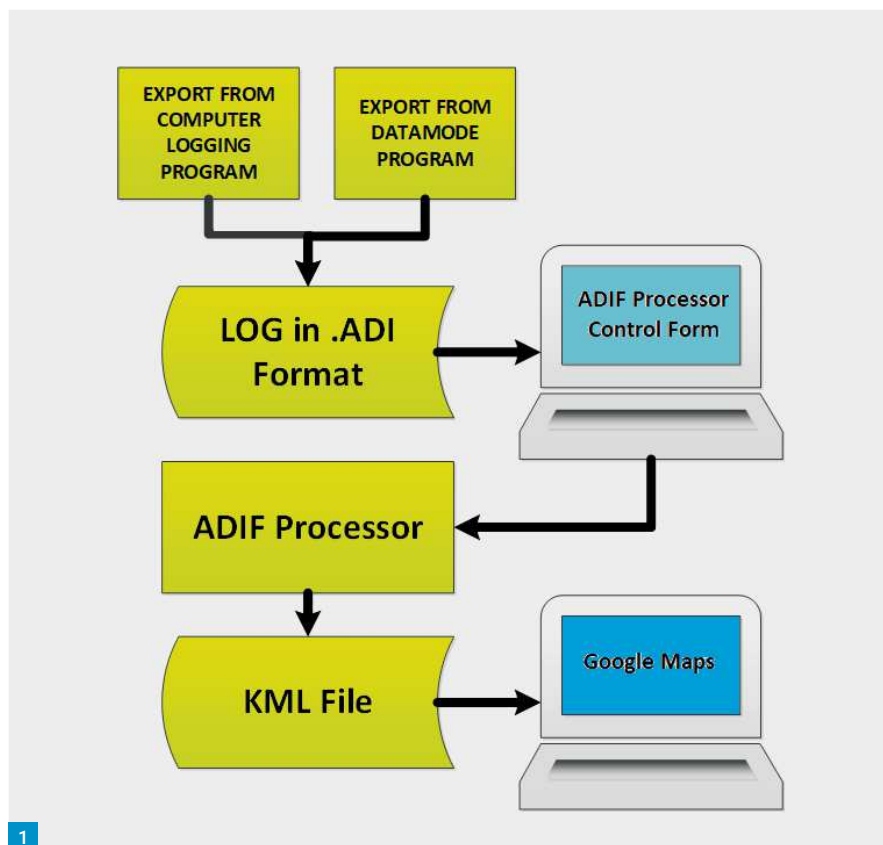 EXPORT FROM
COMPUTER
LOGGING
PROGRAM
EXPORT FROM
DATAMODE
PROGRAM
LOG in .ADI
Format
ADIF Processor
Control Form
ADIF Processor
KML File
Google Maps
1